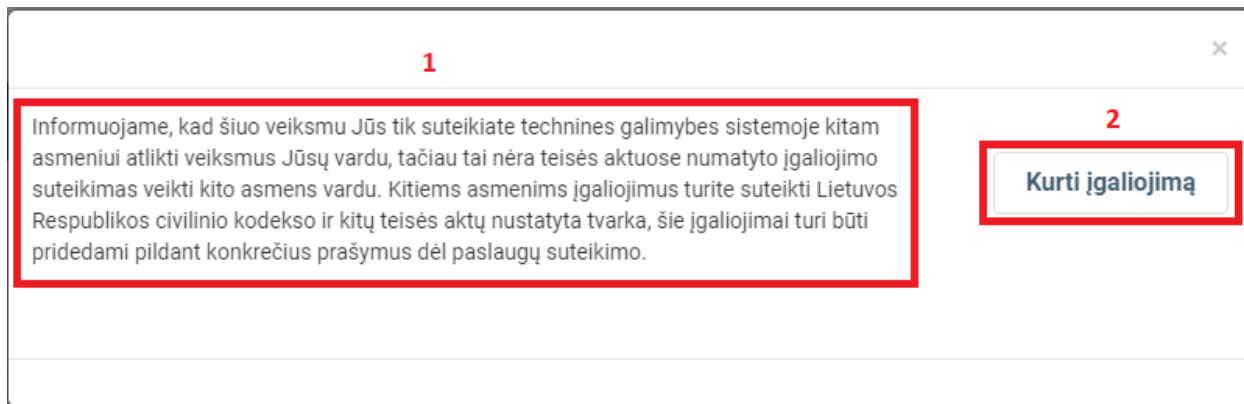 1
×
Informuojame, kad šiuo veiksmu Jūs tik suteikiate technines galimybes sistemoje kitam
asmeniui atlikti veiksmus Jūsų vardu, tačiau tai nėra teisės aktuose numatyto įgaliojimo
suteikimas veikti kito asmens vardu. Kitiems asmenims įgaliojimus turite suteikti Lietuvos
Respublikos civilinio kodekso ir kitų teisės aktų nustatyta tvarka, šie įgaliojimai turi būti
pridedami pildant konkrečius prašymus dėl paslaugų suteikimo.
2
Kurti įgaliojimą